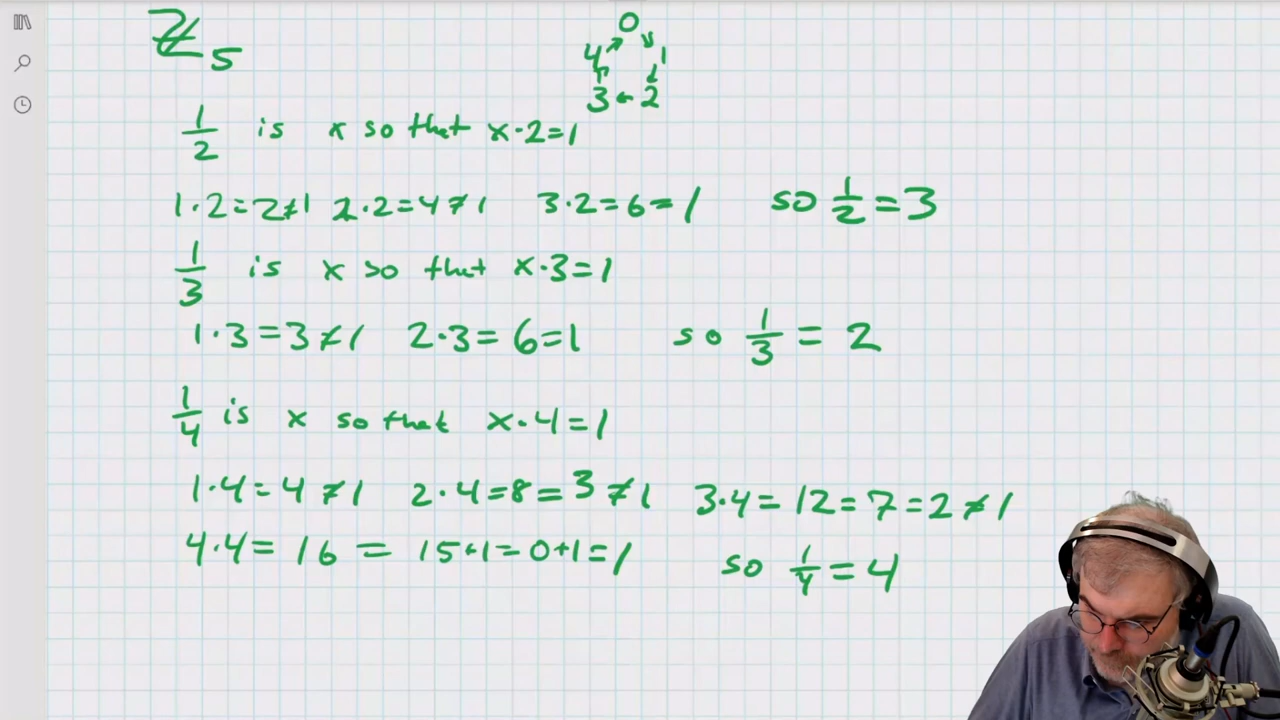 ℤ₅
0
4 1
3 ← 2
1/2 is x so that x·2=1
1·2=2≠1 2·2=4≠1 3·2=6=1 so 1/2=3
1/3 is x so that x·3=1
1·3=3≠1 2·3=6=1 so 1/3=2
1/4 is x so that x·4=1
1·4=4≠1 2·4=8=3≠1 3·4=12=7=2≠1
4·4=16=15+1=0+1=1 so 1/4=4